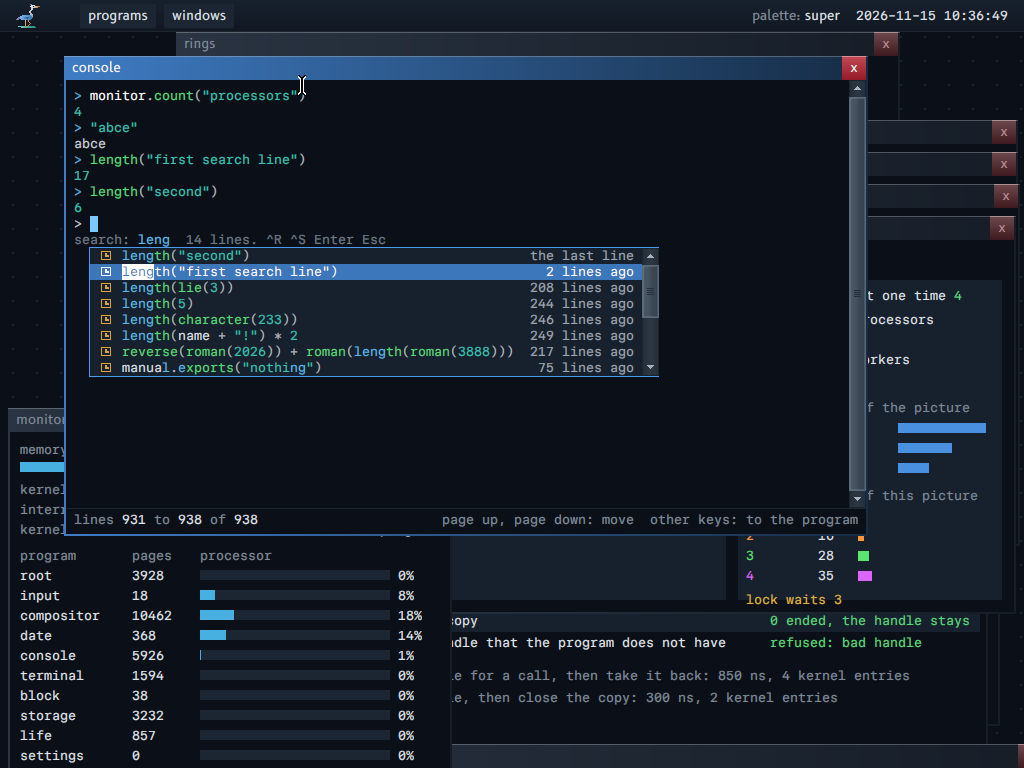 programs windows palette: super 2026-11-15 10:36:49
rings x
console x
> monitor.count("processors")
4
> "abce"
abce
> length("first search line")
17
> length("second")
6
>
search: leng 14 lines. ^R ^S Enter Esc
length("second") the last line
length("first search line") 2 lines ago
length(lie(3)) 208 lines ago
length(5) 244 lines ago
length(character(233)) 246 lines ago
length(name + "!") * 2 249 lines ago
reverse(roman(2026)) + roman(length(roman(3888))) 217 lines ago
manual.exports("nothing") 75 lines ago
lines 931 to 938 of 938 page up, page down: move other keys: to the program
x
x
x
x
t one time 4
rocessors
orkers
f the picture
f this picture
2 16
3 28
4 35
lock waits 3
monitor
memory
kernel
inter
kernel
program pages processor
root 3928 0%
input 18 8%
compositor 10462 18%
date 368 14%
console 5926 1%
terminal 1594 0%
block 38 0%
storage 3232 0%
life 857 0%
settings 0 0%
copy 0 ended, the handle stays
ndle that the program does not have refused: bad handle
le for a call, then take it back: 850 ns, 4 kernel entries
le, then close the copy: 300 ns, 2 kernel entries
x